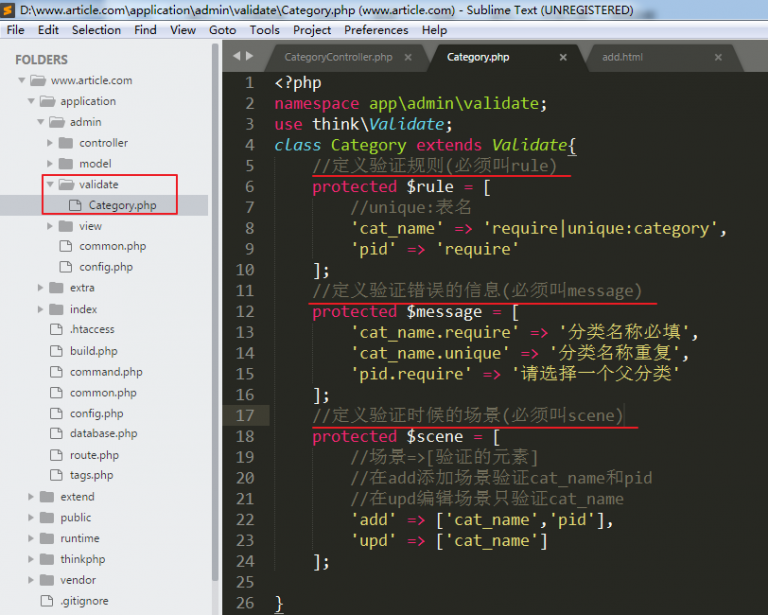 D:\www.article.com\application\admin\validate\Category.php (www.article.com) - Sublime Text (UNREGISTERED)
File Edit Selection Find View Goto Tools Project Preferences Help
FOLDERS
www.article.com
application
admin
controller
model
validate
Category.php
view
common.php
config.php
extra
index
.htaccess
build.php
command.php
common.php
config.php
database.php
route.php
tags.php
extend
public
runtime
thinkphp
vendor
.gitignore
CategoryController.php × Category.php × add.html ×
1 <?php
2 namespace app\admin\validate;
3 use think\Validate;
4 class Category extends Validate{
5 //定义验证规则(必须叫rule)
6 protected $rule = [
7 //unique:表名
8 'cat_name' => 'require|unique:category',
9 'pid' => 'require'
10 ];
11 //定义验证错误的信息(必须叫message)
12 protected $message = [
13 'cat_name.require' => '分类名称必填',
14 'cat_name.unique' => '分类名称重复',
15 'pid.require' => '请选择一个父分类'
16 ];
17 //定义验证时候的场景(必须叫scene)
18 protected $scene = [
19 //场景=>[验证的元素]
20 //在add添加场景验证cat_name和pid
21 //在upd编辑场景只验证cat_name
22 'add' => ['cat_name','pid'],
23 'upd' => ['cat_name']
24 ];
25
26 }